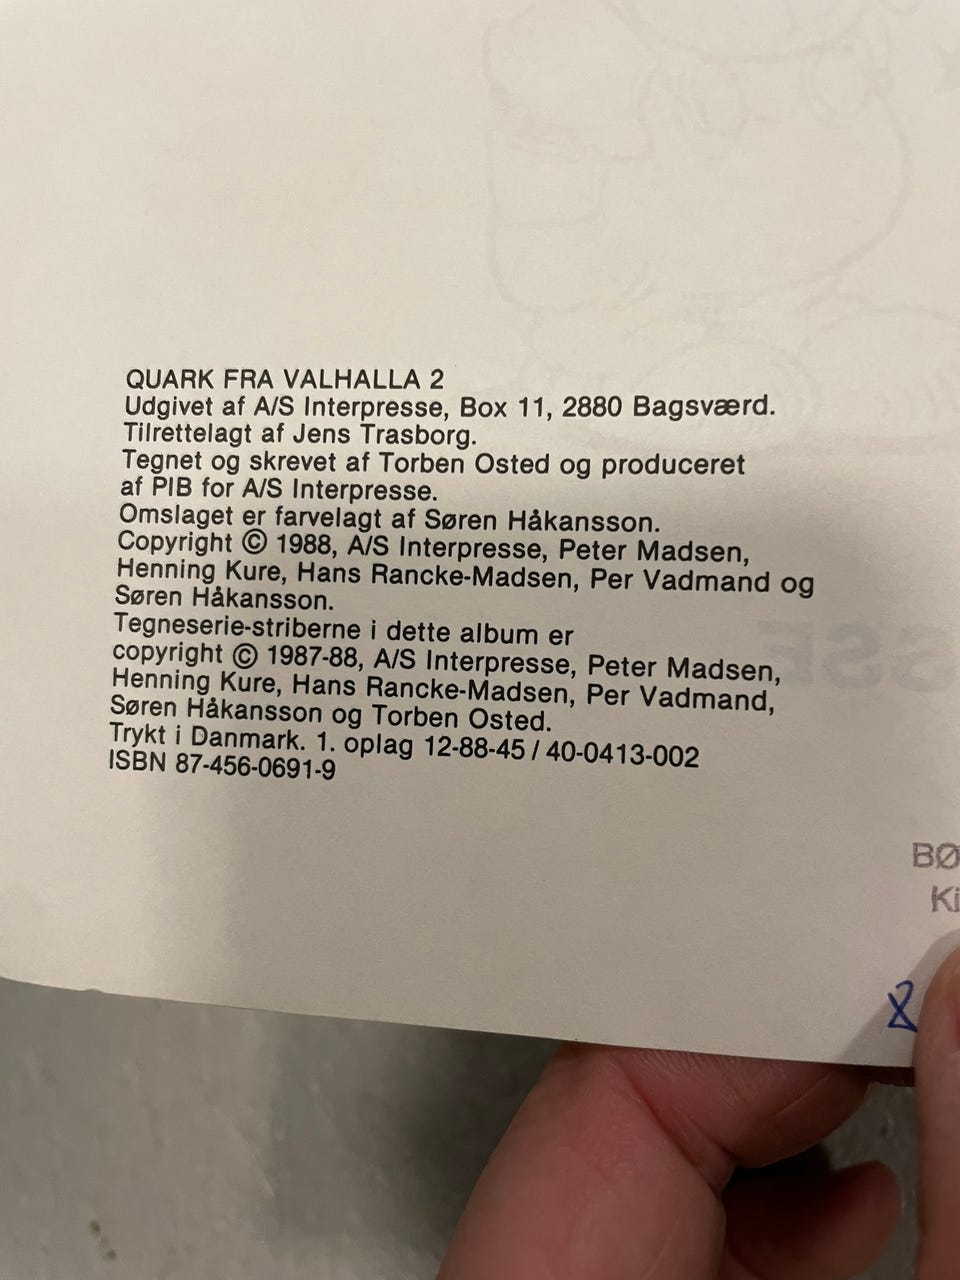 QUARK FRA VALHALLA 2
Udgivet af A/S Interpresse, Box 11, 2880 Bagsværd.
Tilrettelagt af Jens Trasborg.
Tegnet og skrevet af Torben Osted og produceret
af PIB for A/S Interpresse.
Omslaget er farvelagt af Søren Håkansson.
Copyright © 1988, A/S Interpresse, Peter Madsen,
Henning Kure, Hans Rancke-Madsen, Per Vadmand og
Søren Håkansson.
Tegneserie-striberne i dette album er
copyright © 1987-88, A/S Interpresse, Peter Madsen,
Henning Kure, Hans Rancke-Madsen, Per Vadmand,
Søren Håkansson og Torben Osted.
Trykt i Danmark. 1. oplag 12-88-45 / 40-0413-002
ISBN 87-456-0691-9
BØ
Ki
8